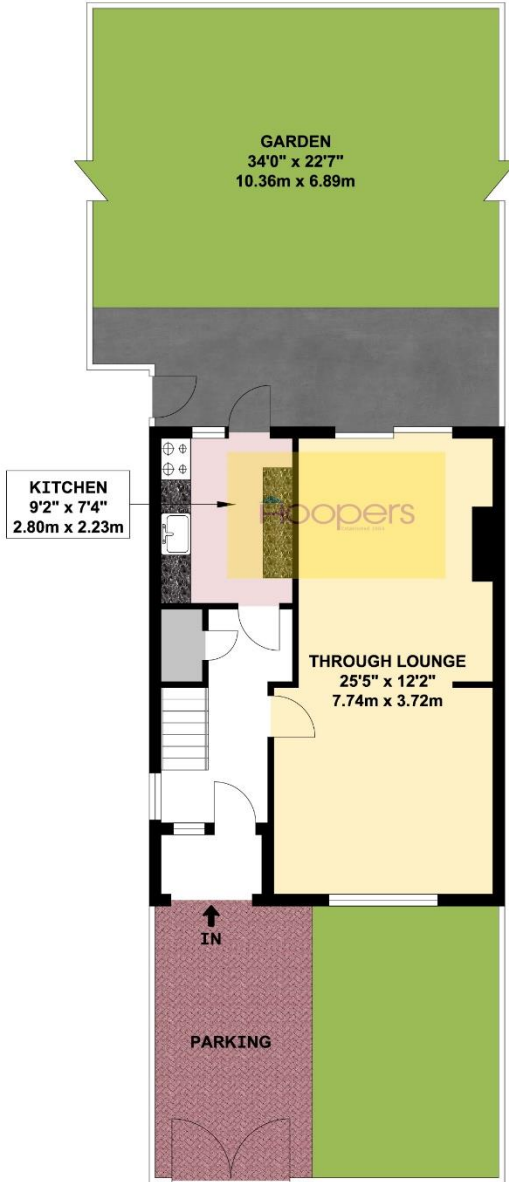 GARDEN
34'0" x 22'7"
10.36m x 6.89m
KITCHEN
9'2" x 7'4"
2.80m x 2.23m
Hoopers
THROUGH LOUNGE
25'5" x 12'2"
7.74m x 3.72m
IN
PARKING